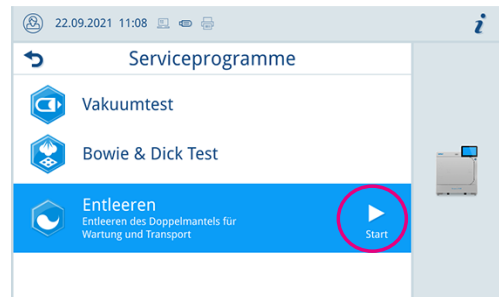 22.09.2021 11:08
Serviceprogramme
Vakuumtest
Bowie & Dick Test
Entleeren
Entleeren des Doppelmantels für
Wartung und Transport
Start